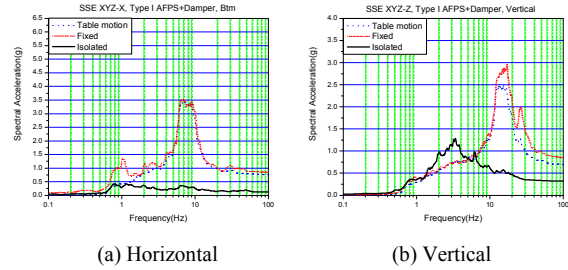 SSE XYZ-X, Type I AFPS+Damper, Btm
Spectral Acceleration(g)
6.5
6.0
5.5
5.0
4.5
4.0
3.5
3.0
2.5
2.0
1.5
1.0
0.5
0.0
Table motion
Fixed
Isolated
0.1 1 10 100
Frequency(Hz)
(a) Horizontal
SSE XYZ-Z, Type I AFPS+Damper, Vertical
Spectral Acceleration(g)
4.0
3.5
3.0
2.5
2.0
1.5
1.0
0.5
0.0
Table motion
Fixed
Isolated
0.1 1 10 100
Frequency(Hz)
(b) Vertical